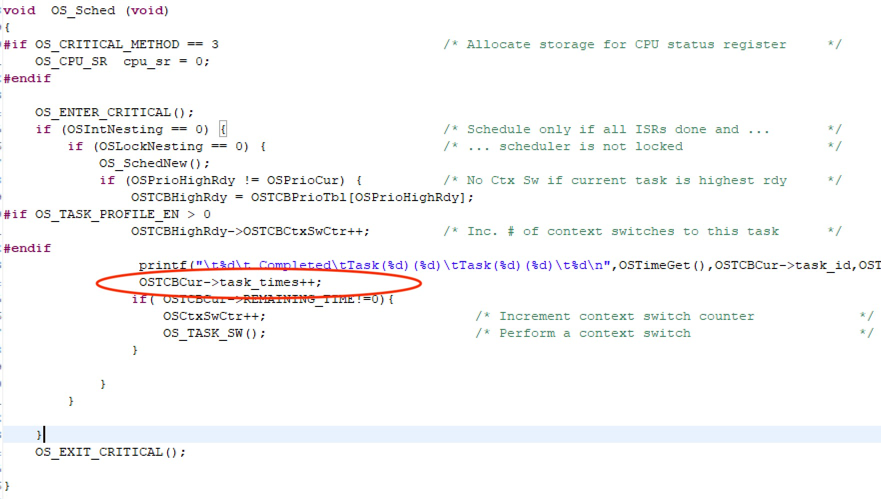 void  OS_Sched (void)
{
#if OS_CRITICAL_METHOD == 3                            /* Allocate storage for CPU status register     */
    OS_CPU_SR  cpu_sr = 0;
#endif
    OS_ENTER_CRITICAL();
    if (OSIntNesting == 0) {                           /* Schedule only if all ISRs done and ...       */
        if (OSLockNesting == 0) {                      /* ... scheduler is not locked                  */
            OS_SchedNew();
            if (OSPrioHighRdy != OSPrioCur) {          /* No Ctx Sw if current task is highest rdy     */
                OSTCBHighRdy = OSTCBPrioTbl[OSPrioHighRdy];
#if OS_TASK_PROFILE_EN > 0
                OSTCBHighRdy->OSTCBCtxSwCtr++;         /* Inc. # of context switches to this task      */
#endif
                 printf("\t%d\t Completed\tTask(%d)(%d)\tTask(%d)(%d)\t%d\n",OSTimeGet(),OSTCBCur->task_id,OST
                 OSTCBCur->task_times++;
                if( OSTCBCur->REMAINING_TIME!=0){
                    OSCtxSwCtr++;                          /* Increment context switch counter             */
                    OS_TASK_SW();                          /* Perform a context switch                     */
                }
            }
        }
    }
    OS_EXIT_CRITICAL();
}